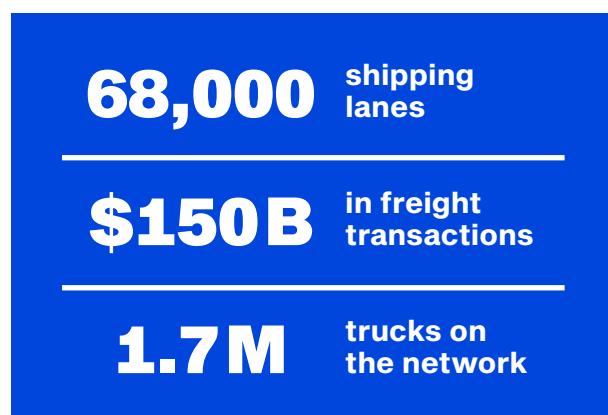 68,000 shipping
lanes
$150B in freight
transactions
1.7M trucks on
the network